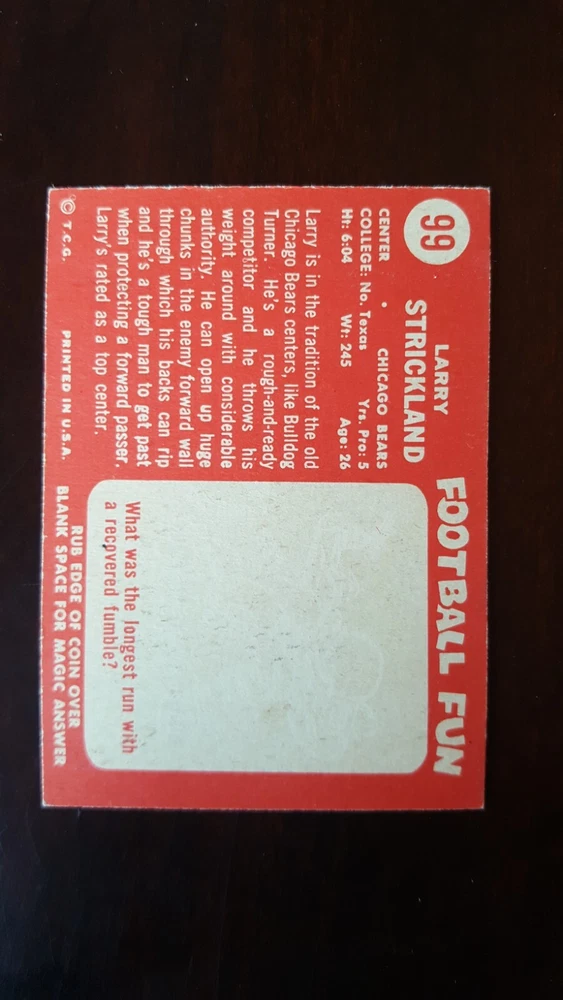 99
LARRY
STRICKLAND
CENTER • CHICAGO BEARS
COLLEGE: No. Texas Yrs. Pro: 5
Ht: 6:04 Wt: 245 Age: 26
Larry is in the tradition of the old
Chicago Bears centers, like Bulldog
Turner. He's a rough-and-ready
competitor and he throws his
weight around with considerable
authority. He can open up huge
chunks in the enemy forward wall
through which his backs can rip
and he's a tough man to get past
when protecting a forward passer.
Larry's rated as a top center.
© T.C.G. PRINTED IN U.S.A.
FOOTBALL FUN
What was the longest run with
a recovered fumble?
RUB EDGE OF COIN OVER
BLANK SPACE FOR MAGIC ANSWER